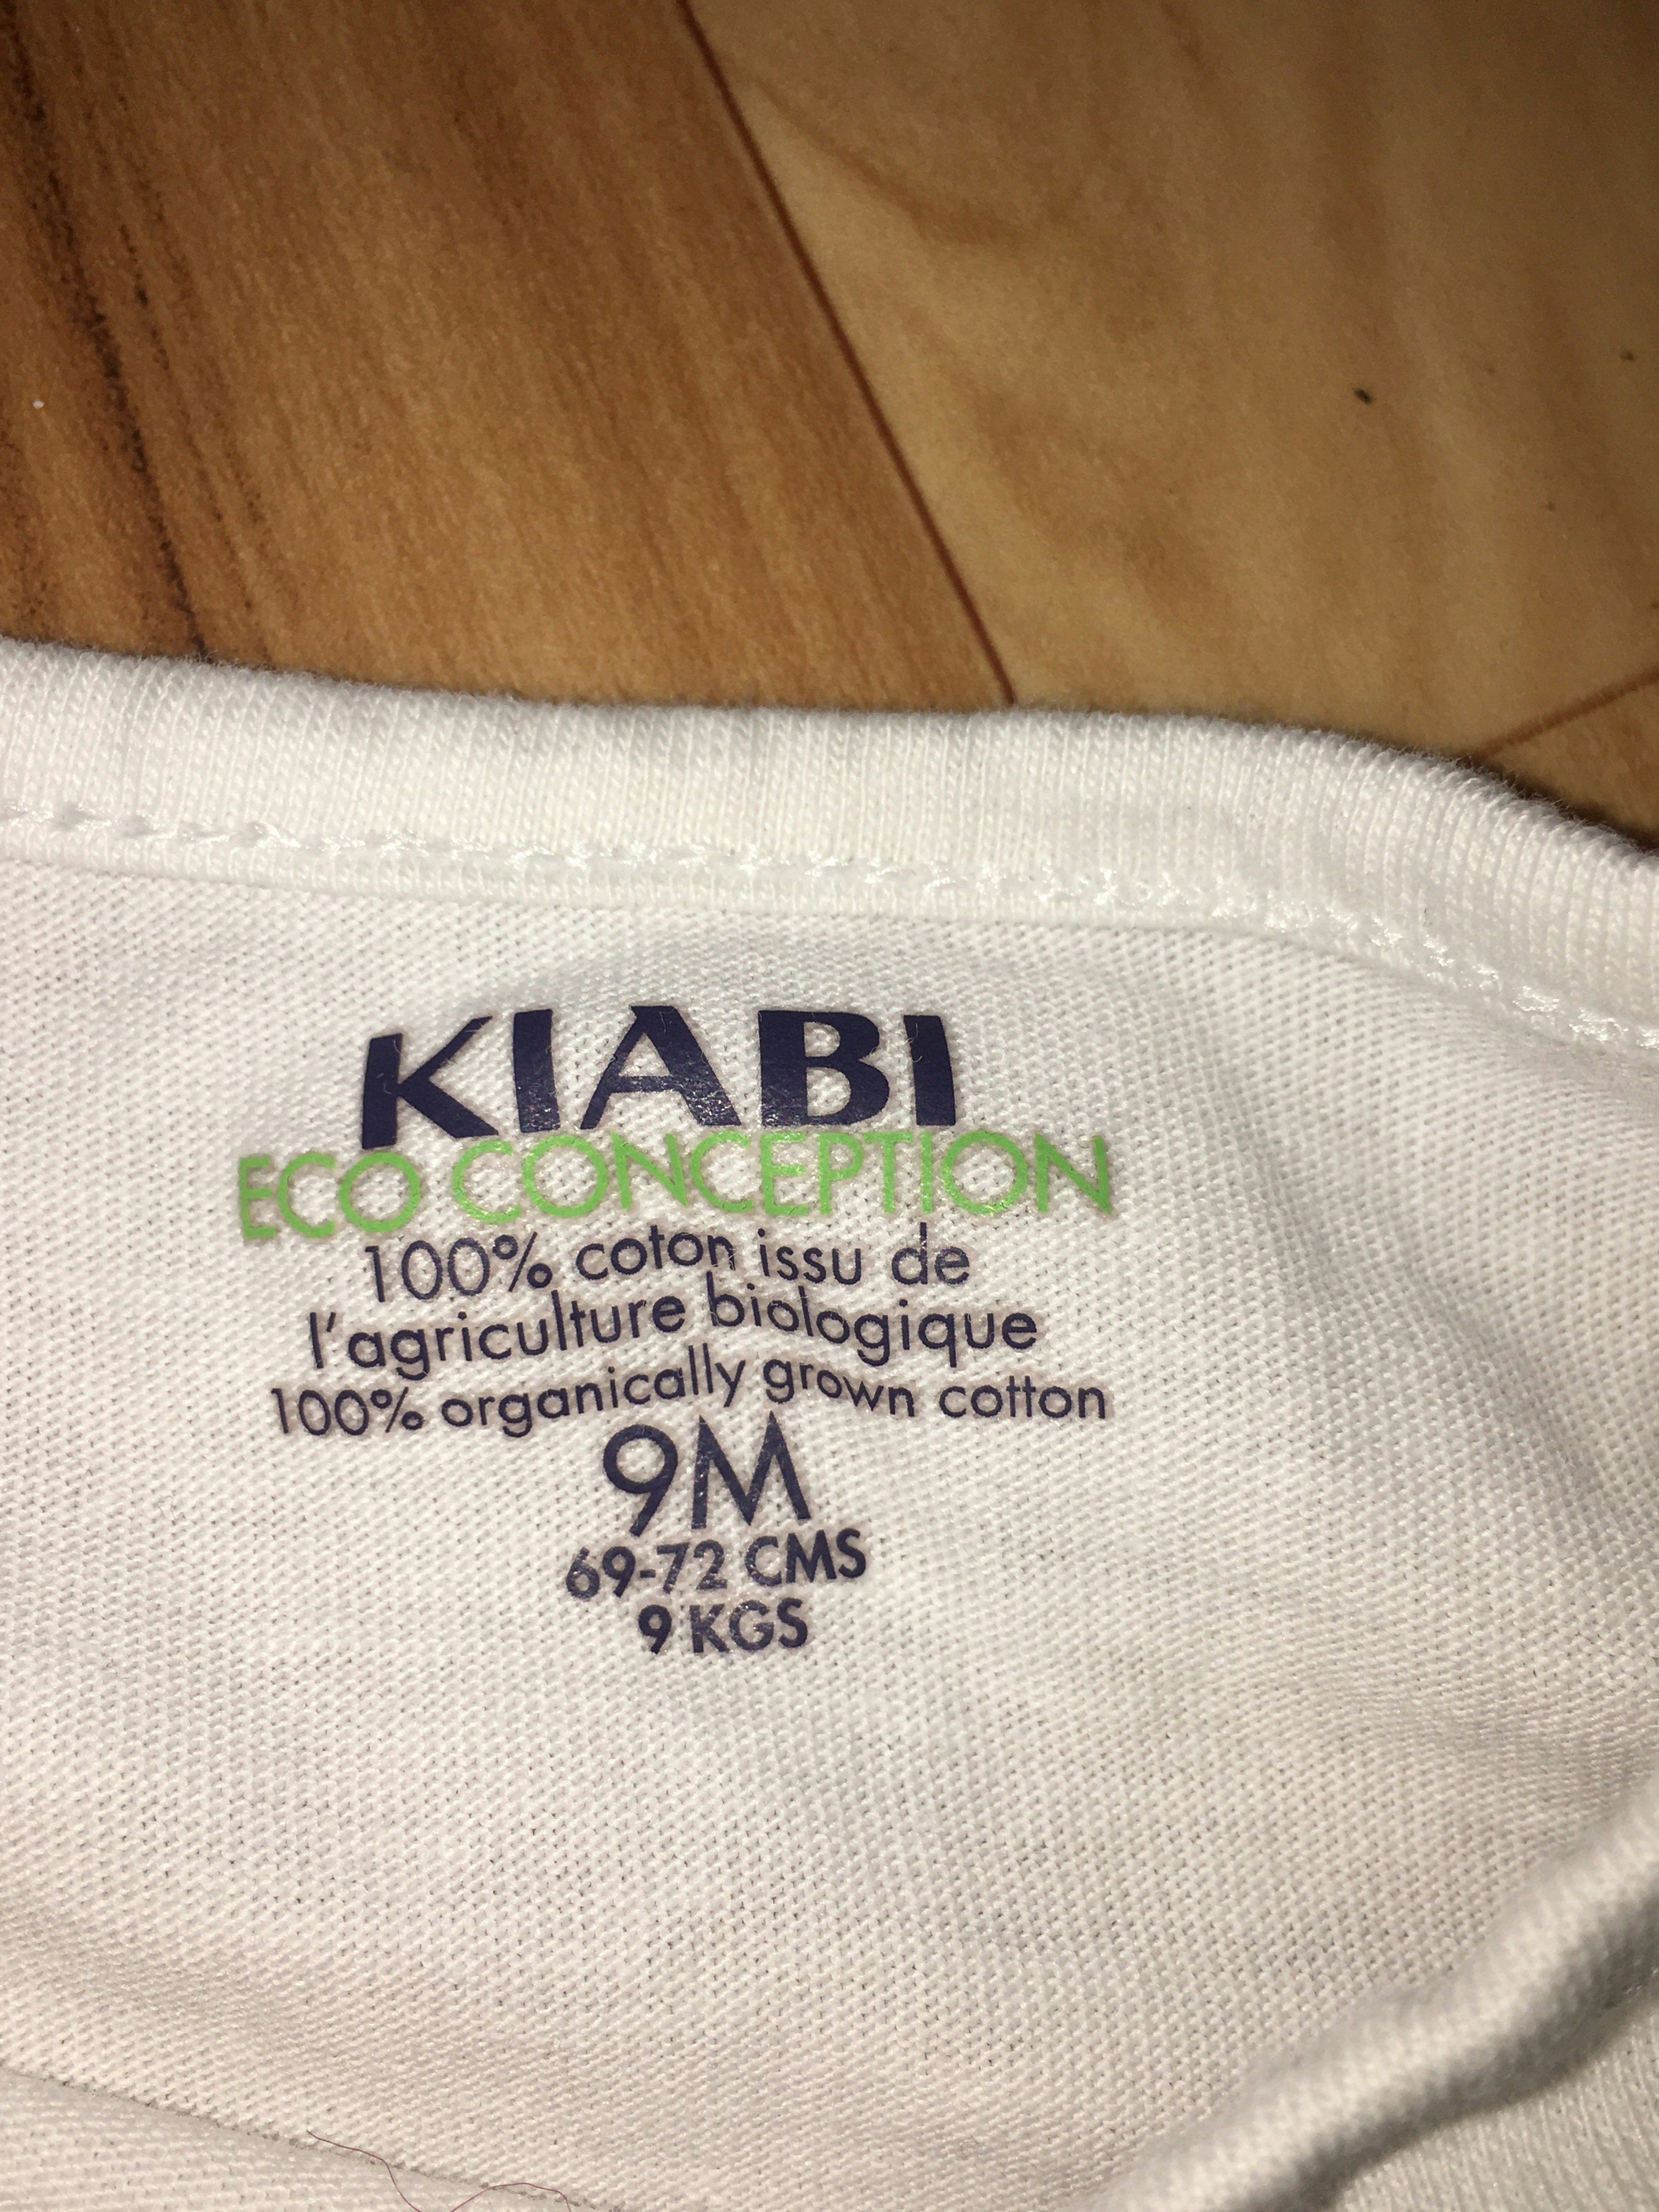 KIABI
ECO CONCEPTION
100% coton issu de
l'agriculture biologique
100% organically grown cotton
9M
69-72 CMS
9 KGS